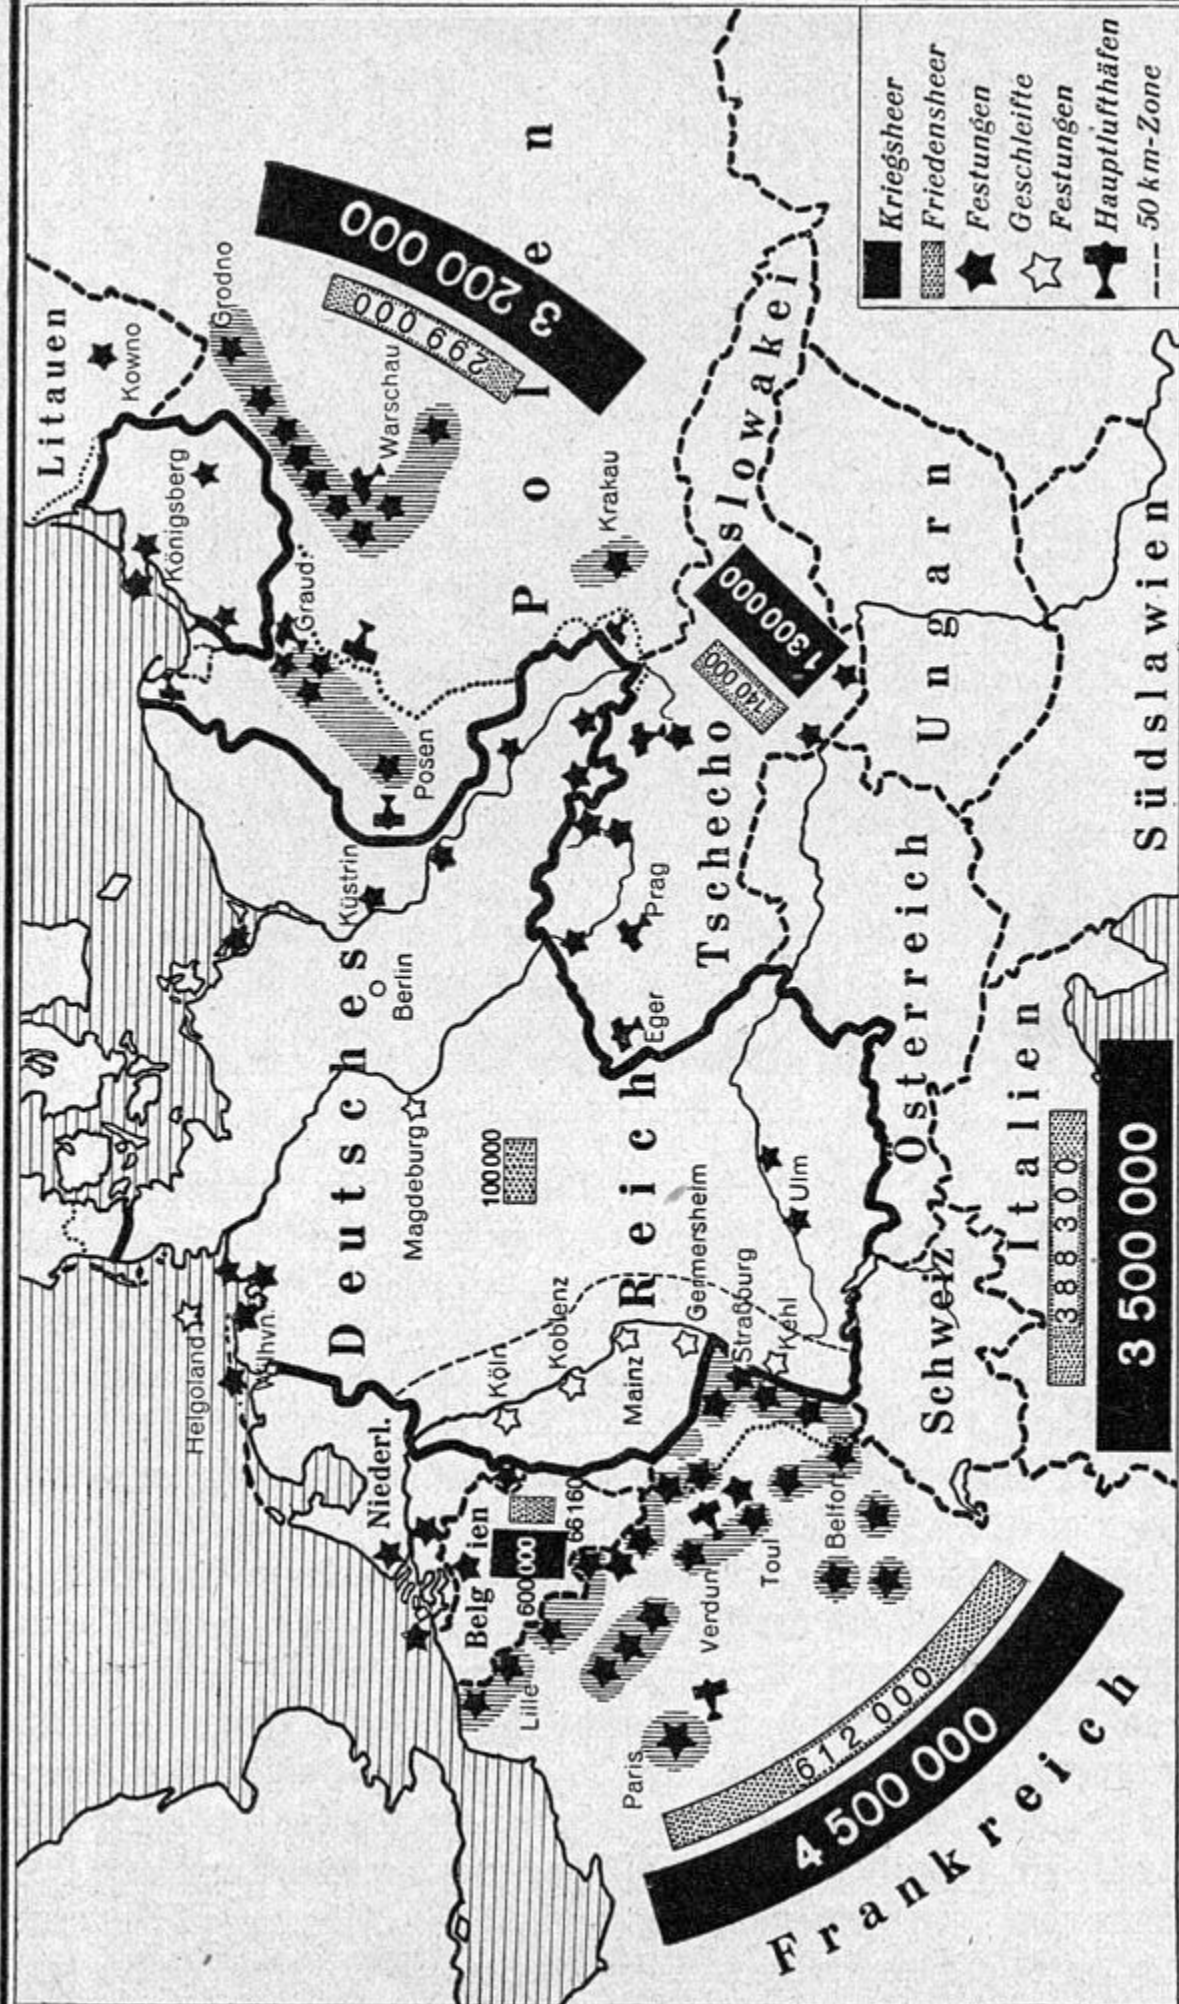 Litauen
Kowno
Königsberg
Grodno
Graud.
Warschau
3 200 000
299 000
Polen
Posen
Krakau
Helgoland
Wilhvn.
Küstrin
Berlin
Deutsches
Reich
Magdeburg
100 000
Niederl.
Belgien
600 000
66 160
Köln
Koblenz
Mainz
Germersheim
Straßburg
Kehl
Ulm
Eger
Prag
Tschecho
slowakei
140 000
1 300 000
Lille
Paris
Verdun
Toul
Belfort
612 000
4 500 000
Frankreich
Schweiz
Österreich
Ungarn
Italien
388 300
3 500 000
Südslawien
Kriegsheer
Friedensheer
Festungen
Geschleifte
Festungen
Hauptlufthäfen
50 km-Zone